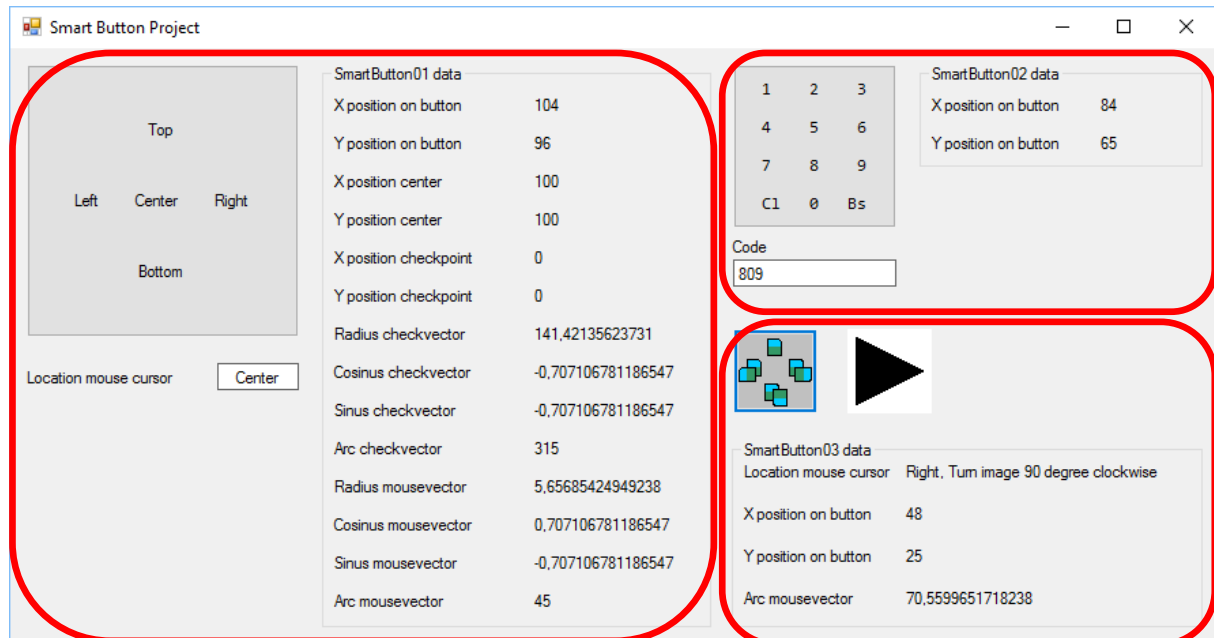 Smart Button Project
Top
Left Center Right
Bottom
Location mouse cursor Center
SmartButton01 data
X position on button 104
Y position on button 96
X position center 100
Y position center 100
X position checkpoint 0
Y position checkpoint 0
Radius checkvector 141,42135623731
Cosinus checkvector -0,707106781186547
Sinus checkvector -0,707106781186547
Arc checkvector 315
Radius mousevector 5,65685424949238
Cosinus mousevector 0,707106781186547
Sinus mousevector -0,707106781186547
Arc mousevector 45
1 2 3
4 5 6
7 8 9
Cl 0 Bs
Code
809
SmartButton02 data
X position on button 84
Y position on button 65
SmartButton03 data
Location mouse cursor Right, Turn image 90 degree clockwise
X position on button 48
Y position on button 25
Arc mousevector 70,5599651718238